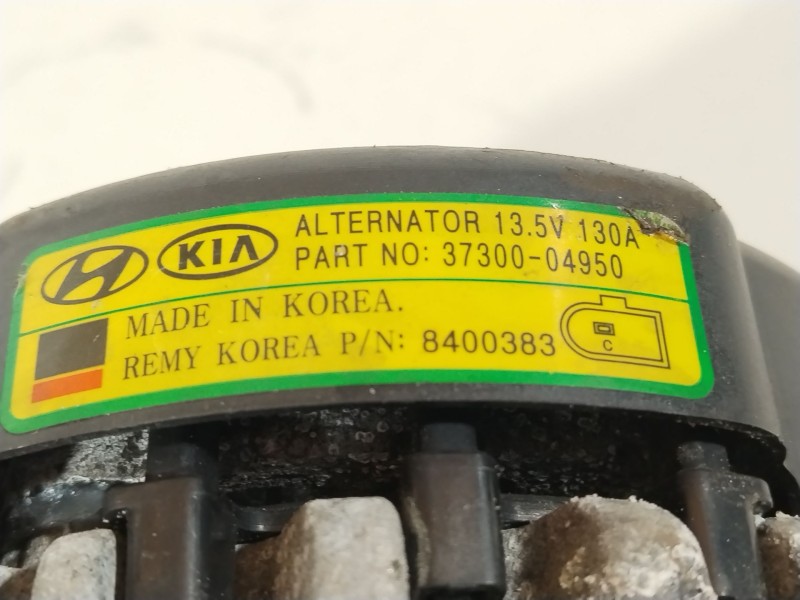 KIA
ALTERNATOR 13.5V 130A
PART NO: 37300-04950
MADE IN KOREA.
REMY KOREA P/N: 8400383
C